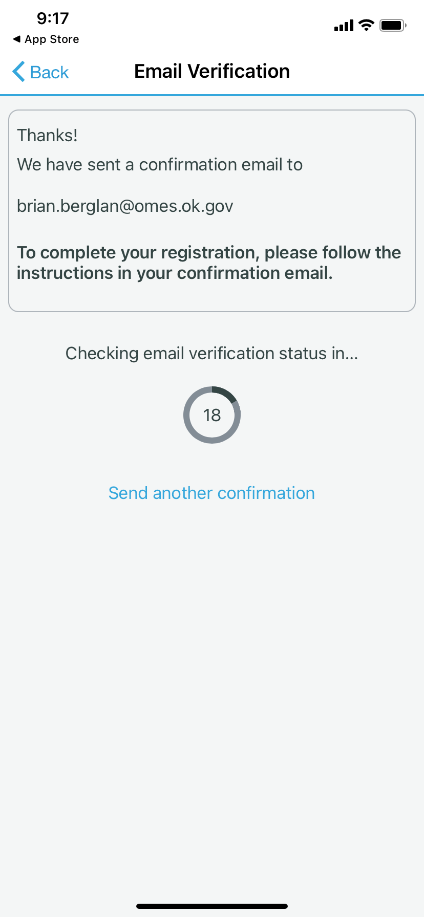 9:17
◀ App Store
Back
Email Verification
Thanks!
We have sent a confirmation email to
brian.berglan@omes.ok.gov
To complete your registration, please follow the
instructions in your confirmation email.
Checking email verification status in...
18
Send another confirmation